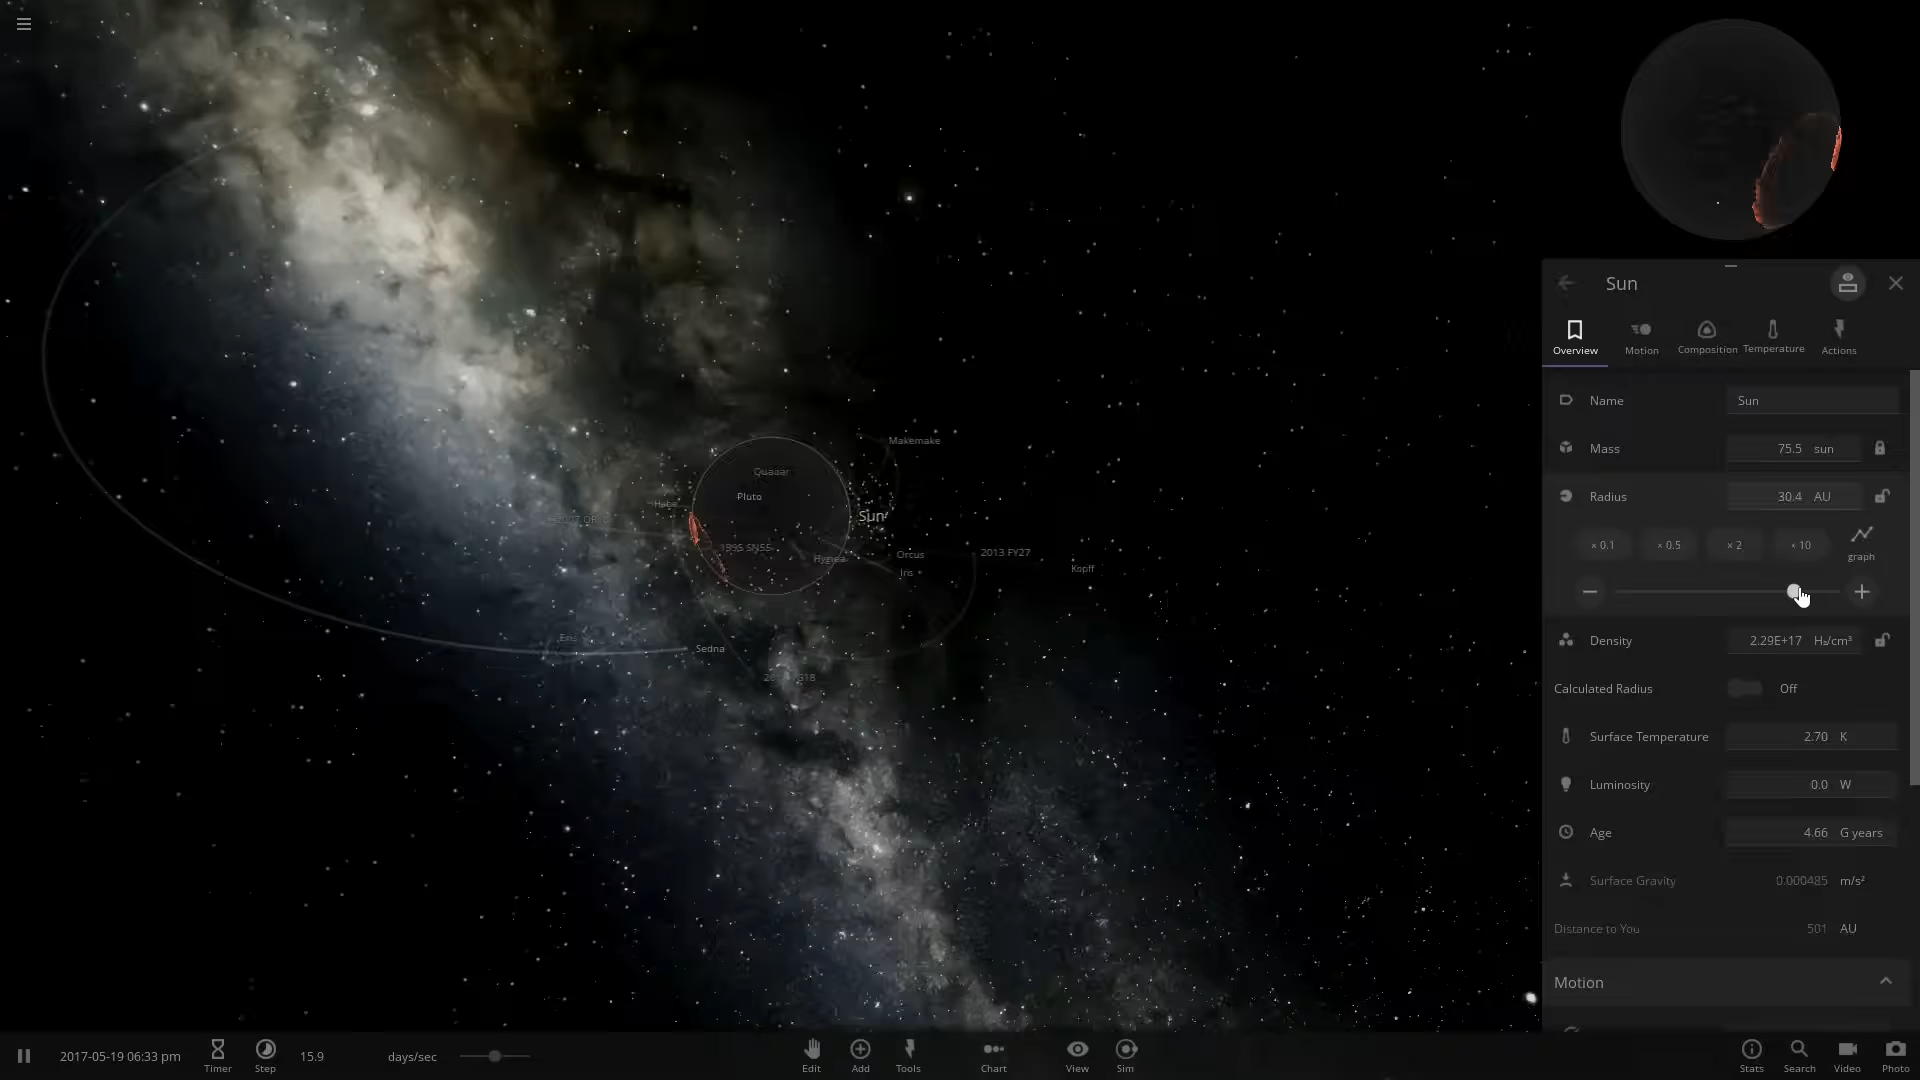 Sun
Overview
Motion
Composition
Temperature
Actions
Name
Sun
Mass
75.5 sun
Radius
30.4 AU
× 0.1
× 0.5
× 2
× 10
graph
Density
2.29E+17 H₂/cm³
Calculated Radius
Off
Surface Temperature
2.70 K
Luminosity
0.0 W
Age
4.66 G years
Surface Gravity
0.000485 m/s²
Distance to You
501 AU
Motion
Makemake
Quaoar
Pluto
Sun
1995 SN55
Hygiea
Orcus
Iris
2013 FY27
Kopff
Eris
Sedna
2017-05-19 06:33 pm
Timer
Step
15.9
days/sec
Edit
Add
Tools
Chart
View
Sim
Stats
Search
Video
Photo